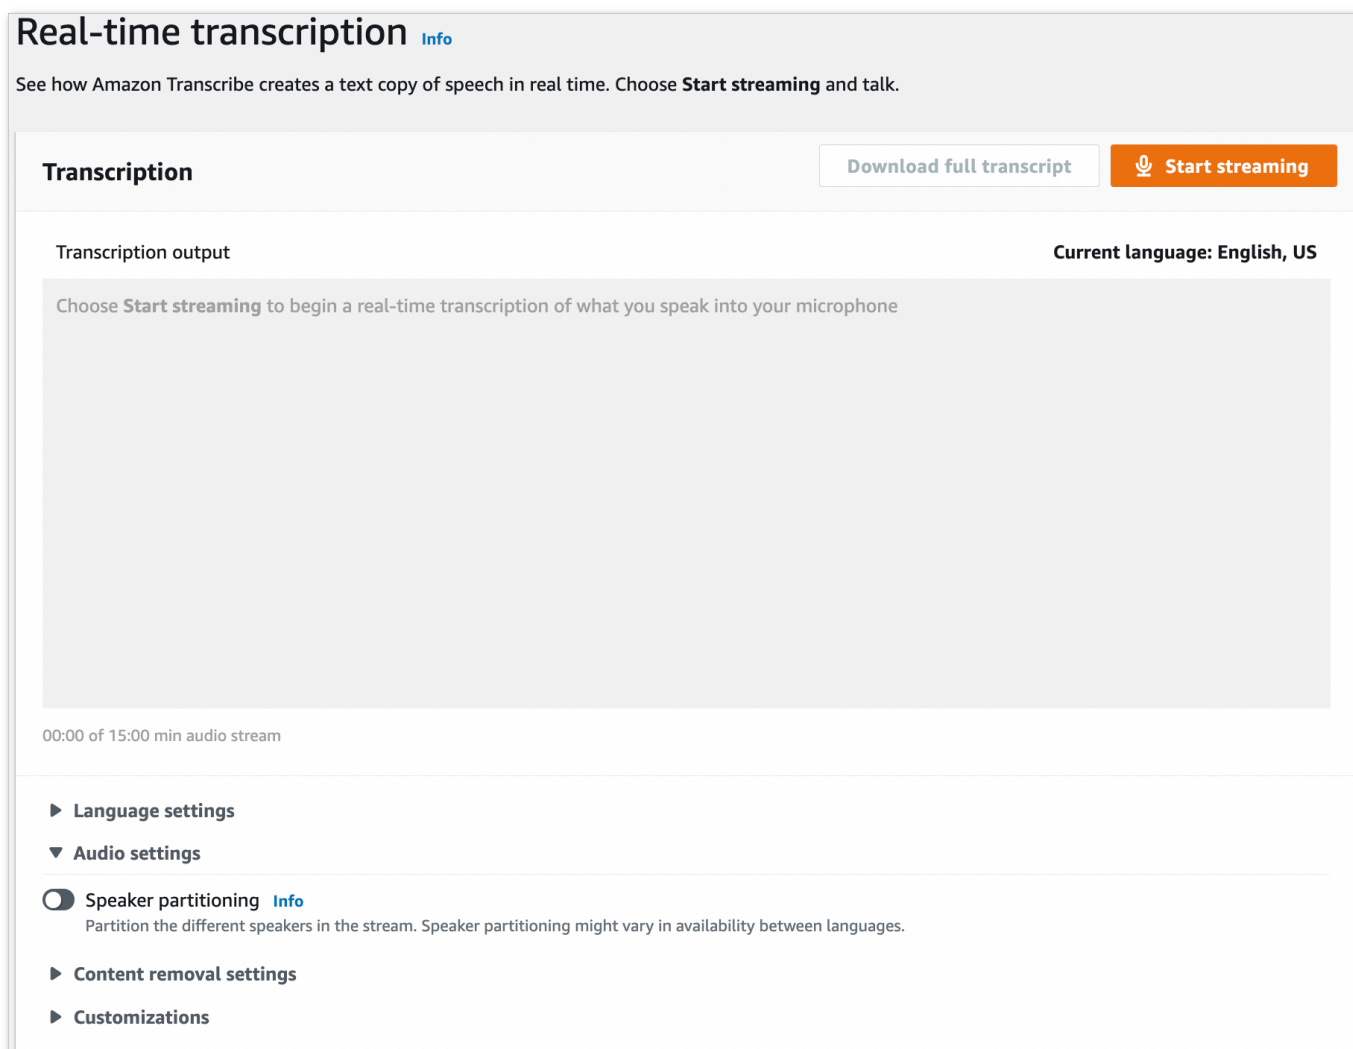 Real-time transcription Info
See how Amazon Transcribe creates a text copy of speech in real time. Choose Start streaming and talk.
Transcription
Download full transcript
Start streaming
Transcription output
Current language: English, US
Choose Start streaming to begin a real-time transcription of what you speak into your microphone
00:00 of 15:00 min audio stream
Language settings
Audio settings
Speaker partitioning Info
Partition the different speakers in the stream. Speaker partitioning might vary in availability between languages.
Content removal settings
Customizations